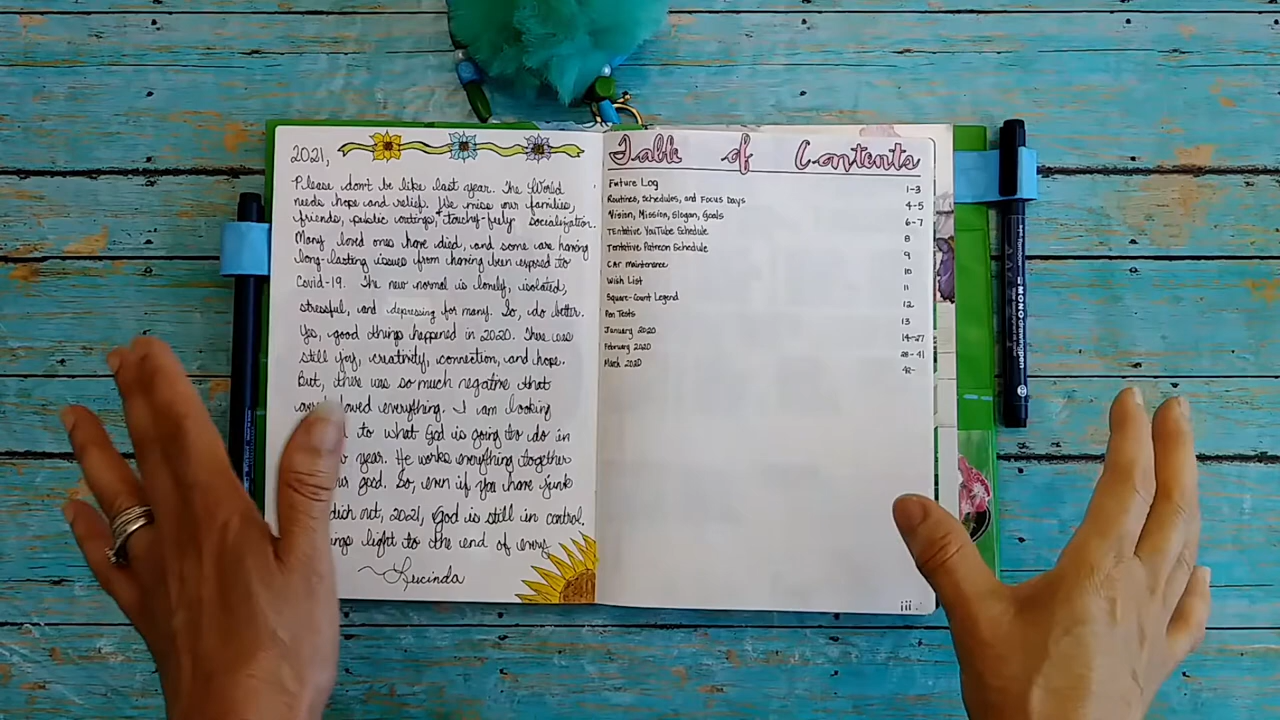 2021,
Please don't be like last year. The World
needs hope and relief. We miss our families,
friends, public outings, touchy-feely socialization.
Many loved ones have died, and some are having
long-lasting issues from having been exposed to
Covid-19. The new normal is lonely, isolated,
stressful, and depressing for many. So, do better.
Yes, good things happened in 2020. There was
still joy, creativity, connection, and hope.
But, there was so much negative that
everything. I am looking
to what God is going to do in
year. He works everything together
good. So, even if you have junk
not, 2021, God is still in control.
light to the end of every
Lucinda
Table of Contents
Future Log 1-3
Routines, Schedules, and Focus Days 4-5
Vision, Mission, Slogan, Goals 6-7
Tentative YouTube Schedule 8
Tentative Patreon Schedule 9
Car Maintenance 10
Wish List 11
Square-Count Legend 12
Pen Tests 13
January 2020 14-27
February 2020 28-41
March 2020 42-
iii
MONO drawing pen